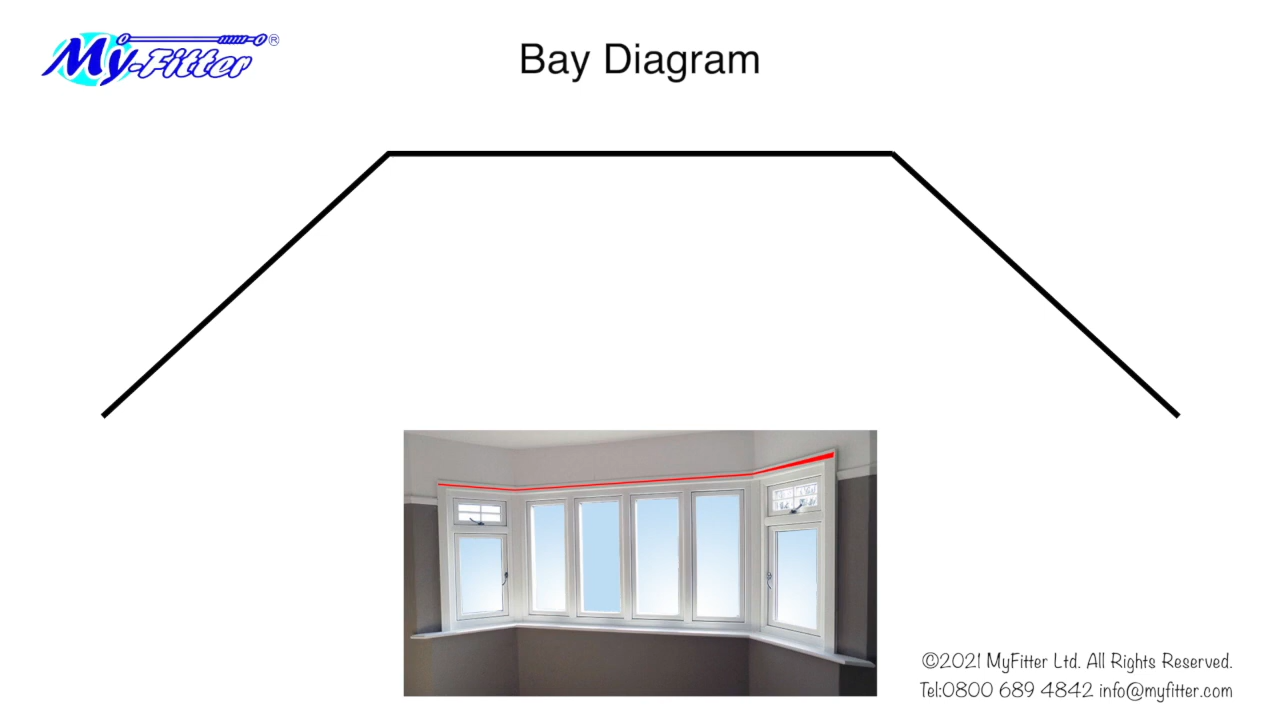 My-Fitter®
Bay Diagram
©2021 MyFitter Ltd. All Rights Reserved.
Tel:0800 689 4842 info@myfitter.com